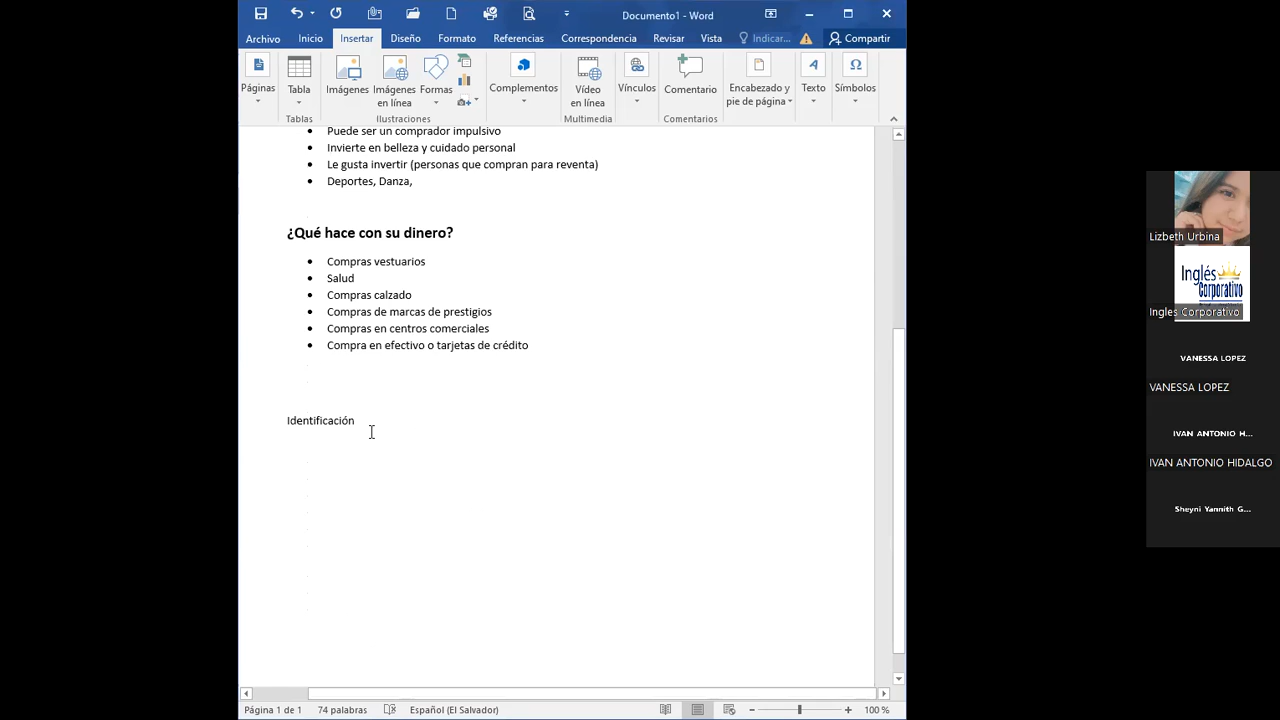 Documento1 - Word
Archivo Inicio Insertar Diseño Formato Referencias Correspondencia Revisar Vista Indicar... Compartir
Páginas Tabla Imágenes Imágenes en línea Formas Complementos Vídeo en línea Vínculos Comentario Encabezado y pie de página Texto Símbolos
Tablas Ilustraciones Multimedia Comentarios
Puede ser un comprador impulsivo
Invierte en belleza y cuidado personal
Le gusta invertir (personas que compran para reventa)
Deportes, Danza,
¿Qué hace con su dinero?
Compras vestuarios
Salud
Compras calzado
Compras de marcas de prestigios
Compras en centros comerciales
Compra en efectivo o tarjetas de crédito
Identificación
Página 1 de 1 74 palabras Español (El Salvador) 100 %
Lizbeth Urbina
Inglés
Corporativo
Ingles Corporativo
VANESSA LOPEZ
VANESSA LOPEZ
IVAN ANTONIO H...
IVAN ANTONIO HIDALGO
Sheyni Yannith G...